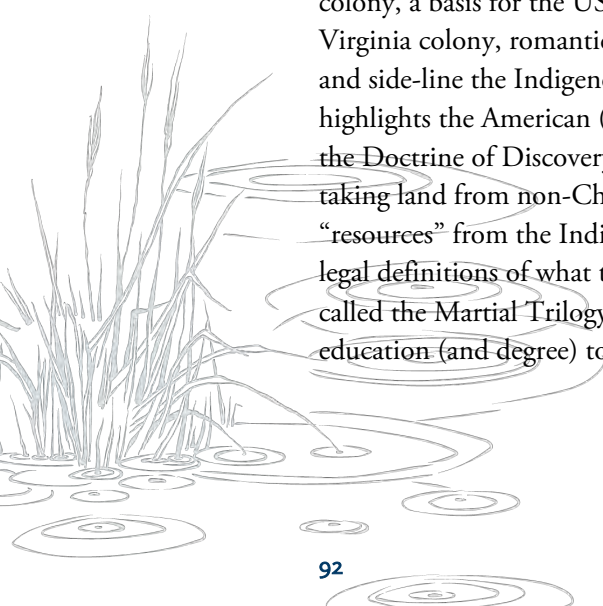 colony, a basis for the US
Virginia colony, romantic
and side-line the Indigen
highlights the American (
the Doctrine of Discovery
taking land from non-Ch
“resources” from the Indi
legal definitions of what t
called the Martial Trilogy
education (and degree) to
92